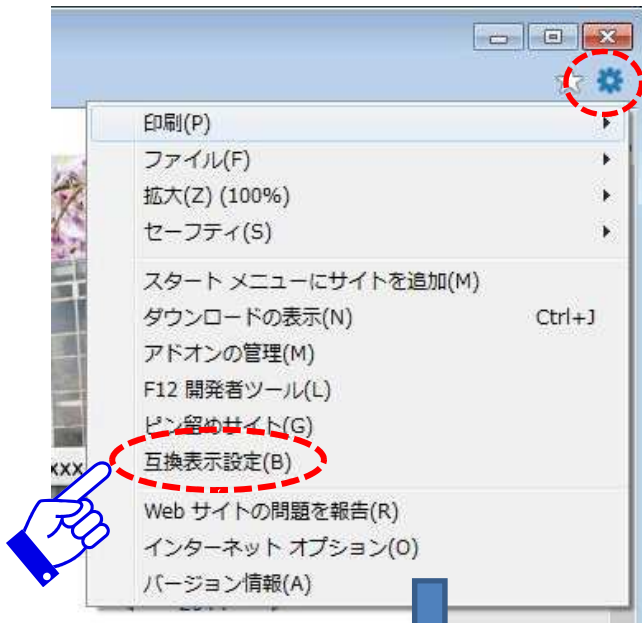 印刷(P)
ファイル(F)
拡大(Z) (100%)
セーフティ(S)
スタート メニューにサイトを追加(M)
ダウンロードの表示(N) Ctrl+J
アドオンの管理(M)
F12 開発者ツール(L)
ピン留めサイト(G)
互換表示設定(B)
xxx
Web サイトの問題を報告(R)
インターネット オプション(O)
バージョン情報(A)